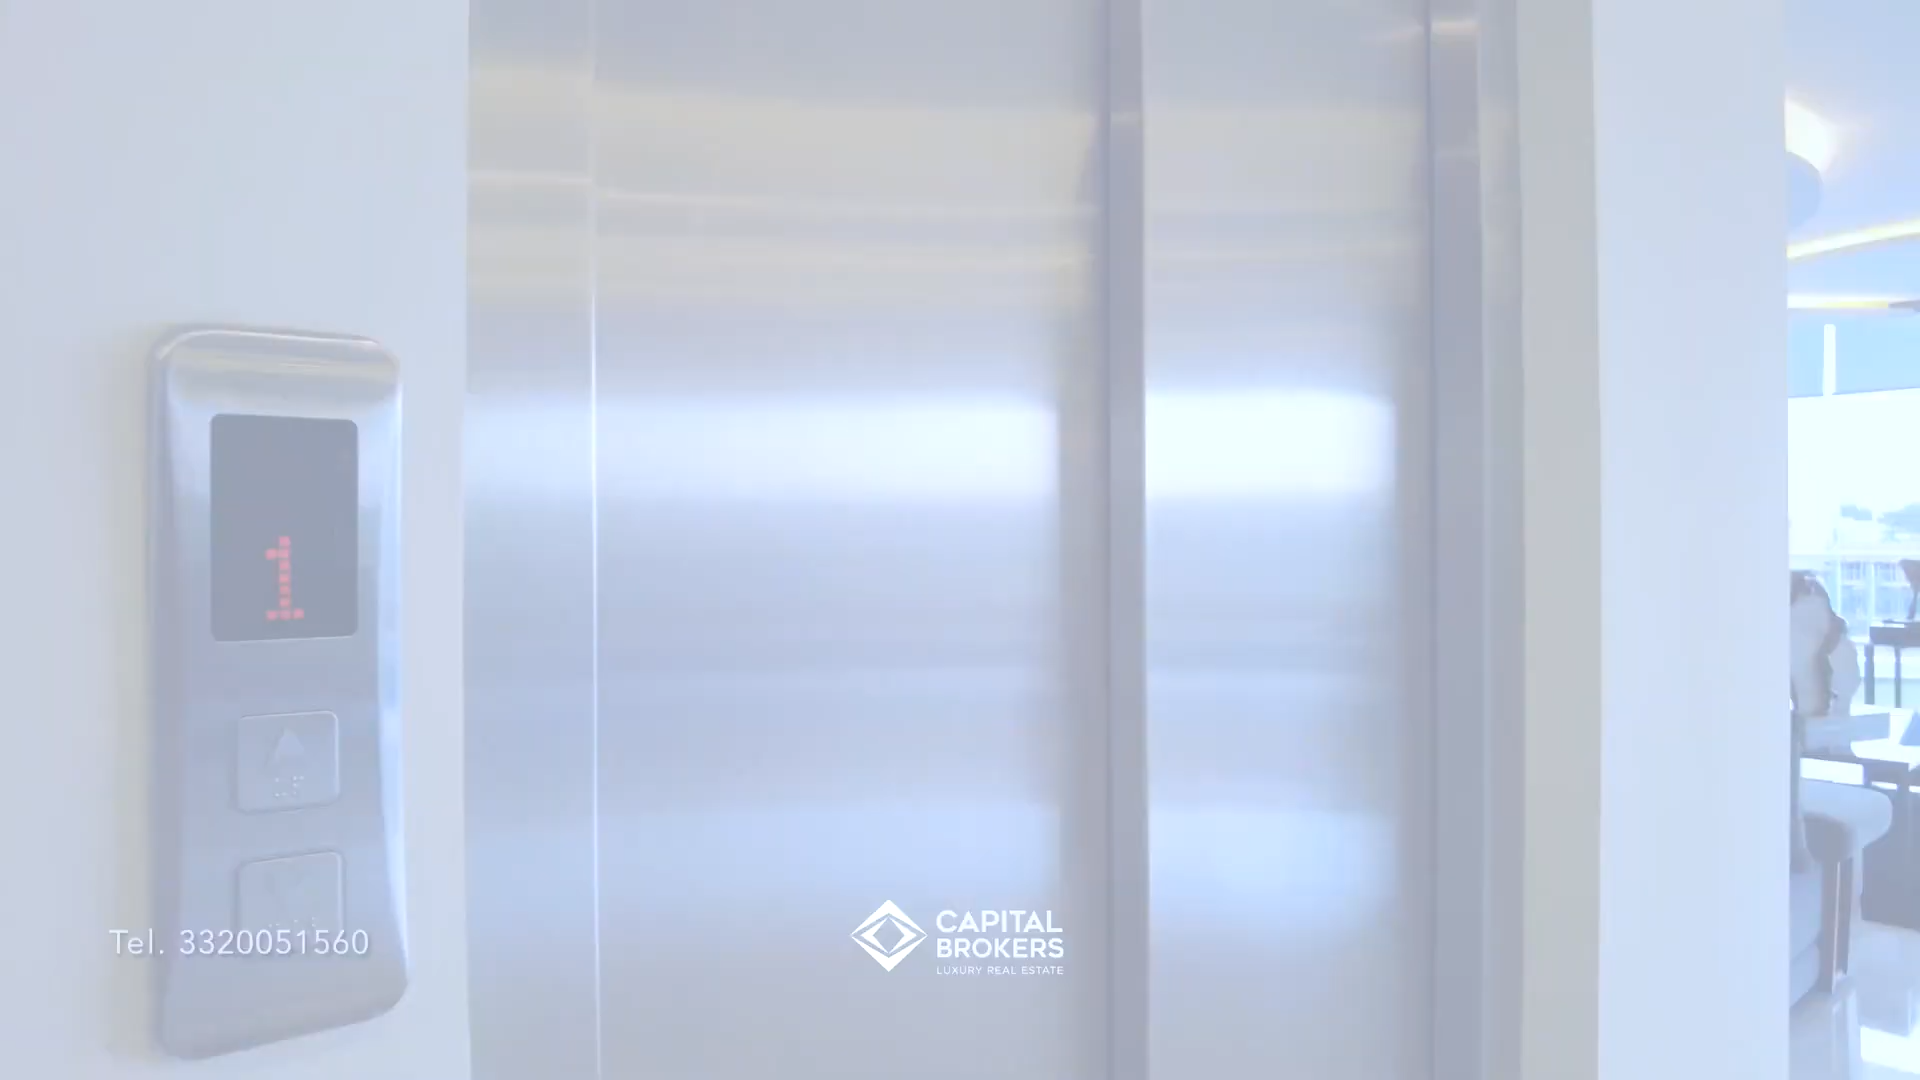 1
Tel. 3320051560
CAPITAL
BROKERS
LUXURY REAL ESTATE